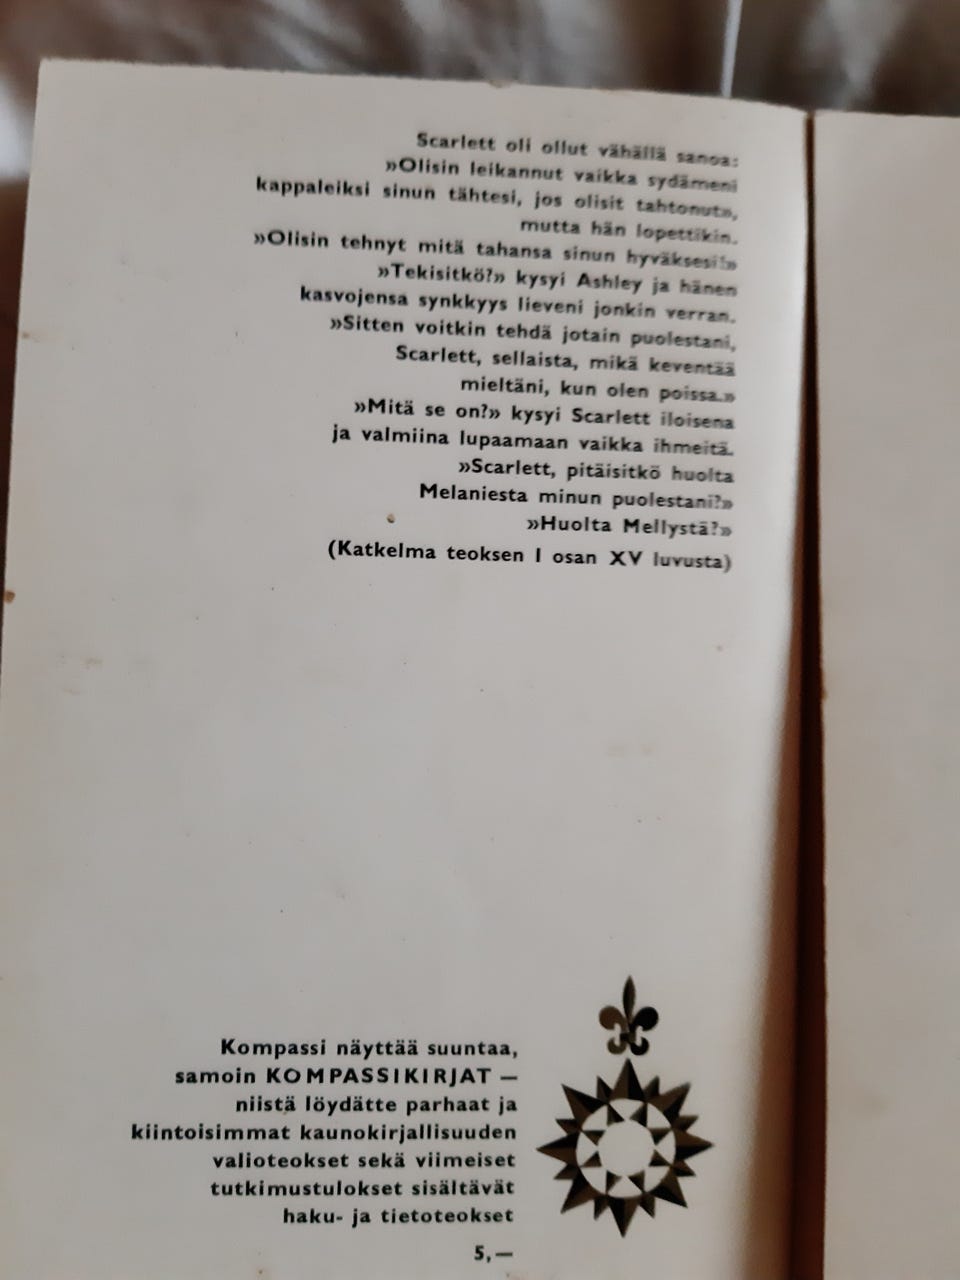 Scarlett oli ollut vähällä sanoa:
»Olisin leikannut vaikka sydämeni
kappaleiksi sinun tähtesi, jos olisit tahtonut»,
mutta hän lopettikin.
»Olisin tehnyt mitä tahansa sinun hyväksesi!»
»Tekisitkö?» kysyi Ashley ja hänen
kasvojensa synkkyys lieveni jonkin verran.
»Sitten voitkin tehdä jotain puolestani,
Scarlett, sellaista, mikä keventää
mieltäni, kun olen poissa.»
»Mitä se on?» kysyi Scarlett iloisena
ja valmiina lupaamaan vaikka ihmeitä.
»Scarlett, pitäisitkö huolta
Melaniesta minun puolestani?»
»Huolta Mellystä?»
(Katkelma teoksen I osan XV luvusta)
Kompassi näyttää suuntaa,
samoin KOMPASSIKIRJAT —
niistä löydätte parhaat ja
kiintoisimmat kaunokirjallisuuden
valioteokset sekä viimeiset
tutkimustulokset sisältävät
haku- ja tietoteokset
5,—